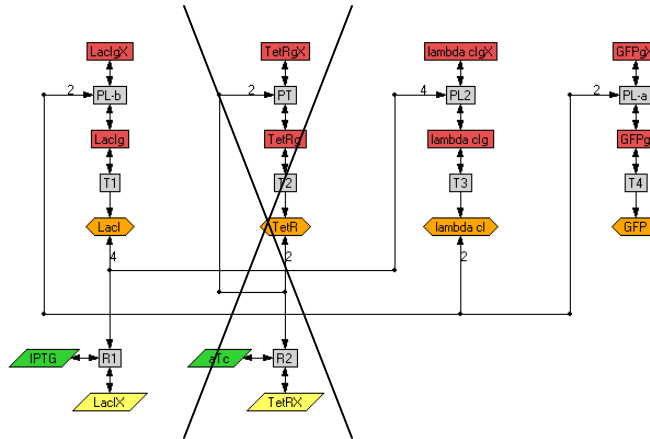 LacIgX TetRgX lambda cIgX GFPgX
2 PL-b 2 PT 4 PL2 2 PL-a
LacIg TetRg lambda cIg GFPg
T1 T2 T3 T4
LacI TetR lambda cI GFP
4 2 2
IPTG R1 aTc R2
LacIX TetRX